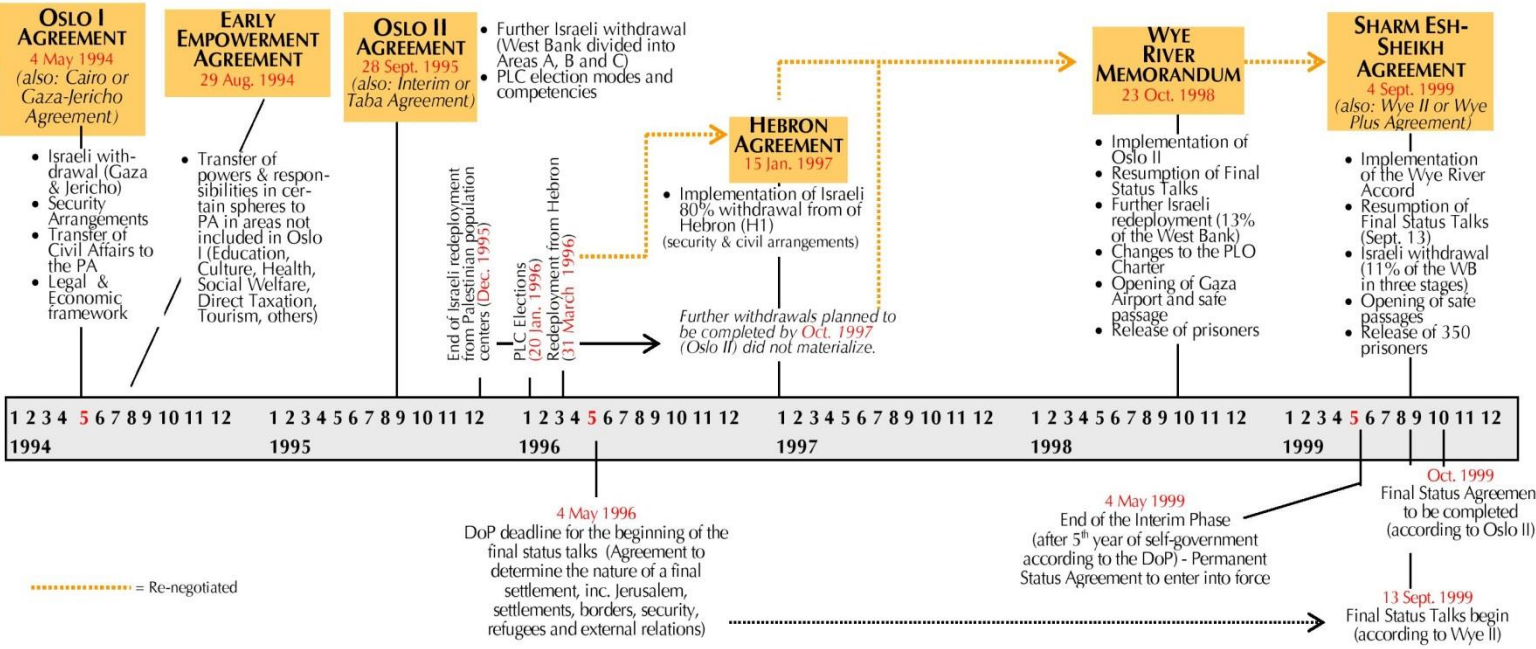 OSLO I
AGREEMENT
4 May 1994
(also: Cairo or
Gaza-Jericho
Agreement)
• Israeli with-
drawal (Gaza
& Jericho)
• Security
Arrangements
• Transfer of
Civil Affairs to
the PA
• Legal &
Economic
framework
EARLY
EMPOWERMENT
AGREEMENT
29 Aug. 1994
• Transfer of
powers & respon-
sibilities in cer-
tain spheres to
PA in areas not
included in Oslo
I (Education,
Culture, Health,
Social Welfare,
Direct Taxation,
Tourism, others)
OSLO II
AGREEMENT
28 Sept. 1995
(also: Interim or
Taba Agreement)
• Further Israeli withdrawal
(West Bank divided into
Areas A, B and C)
• PLC election modes and
competencies
End of Israeli redeployment
from Palestinian population
centers (Dec. 1995)
PLC Elections
(20 Jan. 1996)
Redeployment from Hebron
(31 March 1996)
HEBRON
AGREEMENT
15 Jan. 1997
• Implementation of Israeli
80% withdrawal from of
Hebron (H1)
(security & civil arrangements)
Further withdrawals planned to
be completed by Oct. 1997
(Oslo II) did not materialize.
WYE
RIVER
MEMORANDUM
23 Oct. 1998
• Implementation of
Oslo II
• Resumption of Final
Status Talks
• Further Israeli
redeployment (13%
of the West Bank)
• Changes to the PLO
Charter
• Opening of Gaza
Airport and safe
passage
• Release of prisoners
SHARM ESH-
SHEIKH
AGREEMENT
4 Sept. 1999
(also: Wye II or Wye
Plus Agreement)
• Implementation
of the Wye River
Accord
• Resumption of
Final Status Talks
(Sept. 13)
• Israeli withdrawal
(11% of the WB
in three stages)
• Opening of safe
passages
• Release of 350
prisoners
1 2 3 4 5 6 7 8 9 10 11 12 1 2 3 4 5 6 7 8 9 10 11 12 1 2 3 4 5 6 7 8 9 10 11 12 1 2 3 4 5 6 7 8 9 10 11 12 1 2 3 4 5 6 7 8 9 10 11 12 1 2 3 4 5 6 7 8 9 10 11 12
1994 1995 1996 1997 1998 1999
4 May 1996
DoP deadline for the beginning of the
final status talks (Agreement to
determine the nature of a final
settlement, inc. Jerusalem,
settlements, borders, security,
refugees and external relations)
4 May 1999
End of the Interim Phase
(after 5th year of self-government
according to the DoP) - Permanent
Status Agreement to enter into force
Oct. 1999
Final Status Agreemen
to be completed
(according to Oslo II)
13 Sept. 1999
Final Status Talks begin
(according to Wye II)
= Re-negotiated